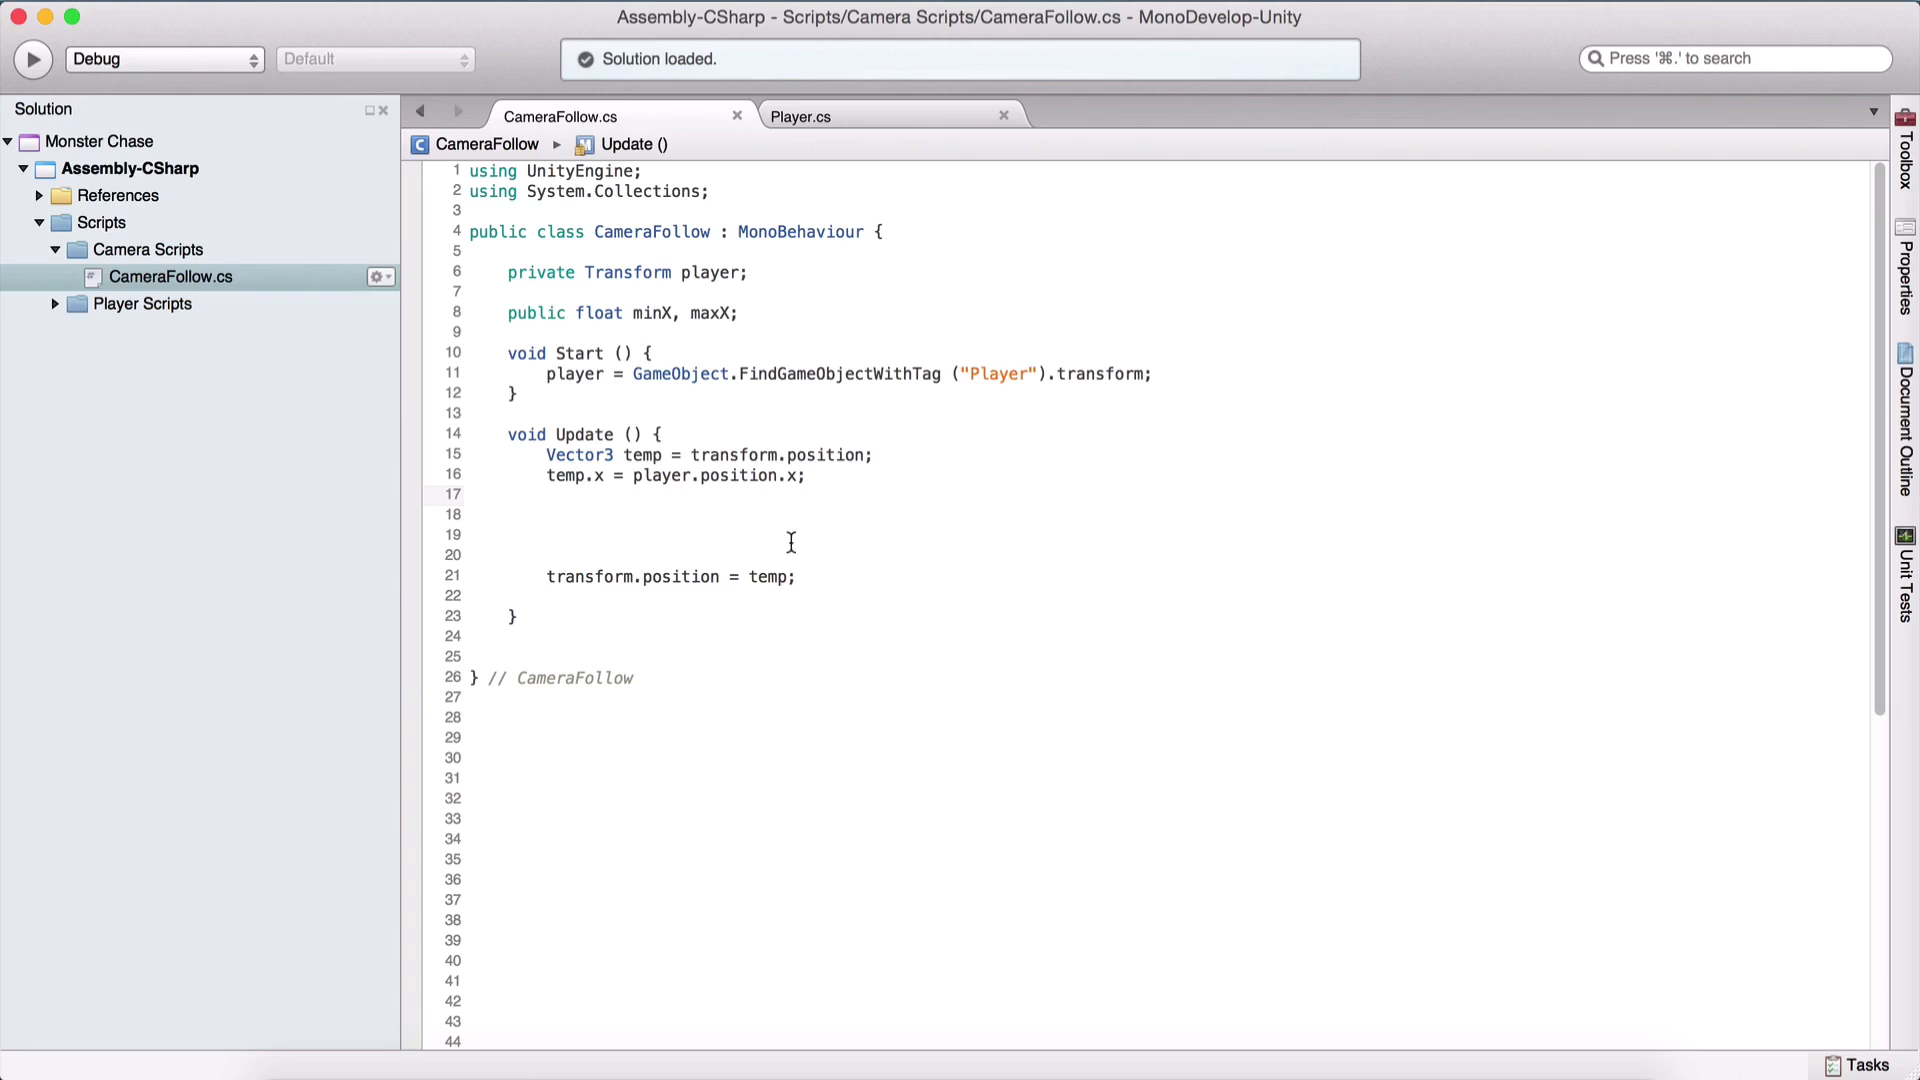 Assembly-CSharp - Scripts/Camera Scripts/CameraFollow.cs - MonoDevelop-Unity
Debug
Default
Solution loaded.
Press '⌘.' to search
Solution
Monster Chase
Assembly-CSharp
References
Scripts
Camera Scripts
CameraFollow.cs
Player Scripts
CameraFollow.cs
Player.cs
CameraFollow
Update ()
1 using UnityEngine;
2 using System.Collections;
3
4 public class CameraFollow : MonoBehaviour {
5
6 private Transform player;
7
8 public float minX, maxX;
9
10 void Start () {
11 player = GameObject.FindGameObjectWithTag ("Player").transform;
12 }
13
14 void Update () {
15 Vector3 temp = transform.position;
16 temp.x = player.position.x;
17
18
19
20
21 transform.position = temp;
22
23 }
24
25
26 } // CameraFollow
27
28
29
30
31
32
33
34
35
36
37
38
39
40
41
42
43
44
Toolbox
Properties
Document Outline
Unit Tests
Tasks